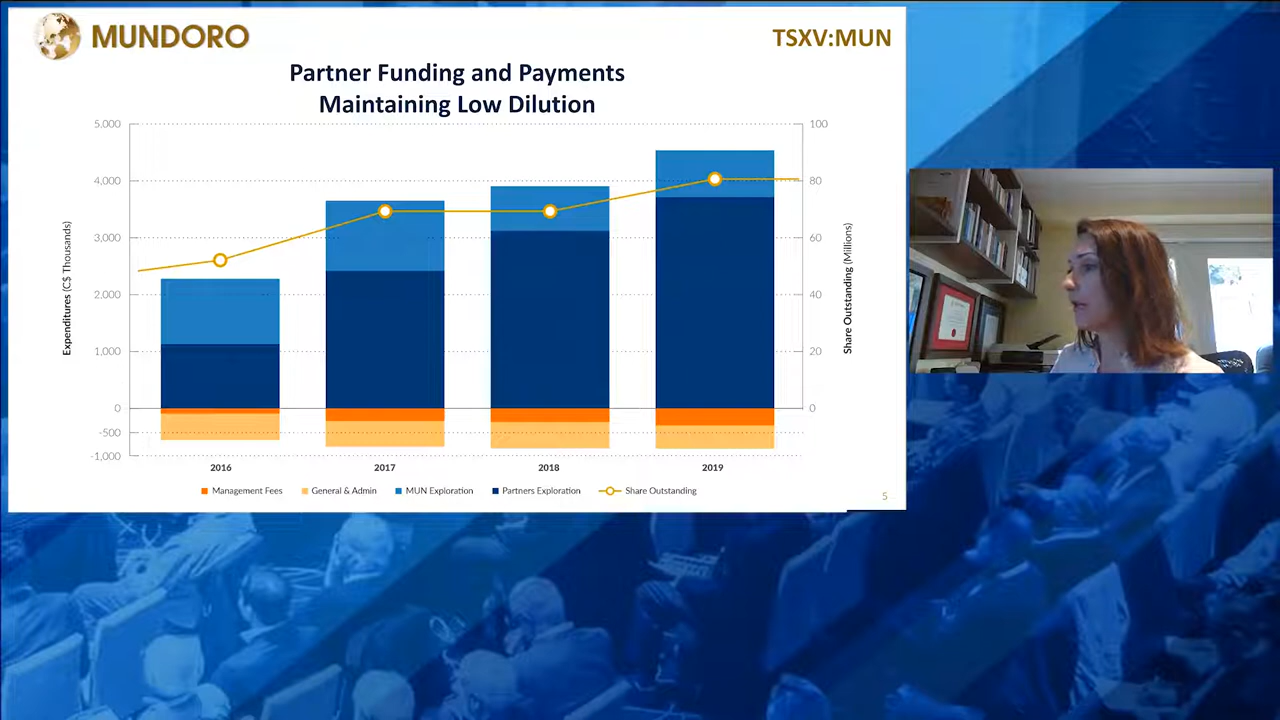 MUNDORO
TSXV:MUN
Partner Funding and Payments
Maintaining Low Dilution
5,000
4,000
3,000
2,000
1,000
0
-500
-1,000
Expenditures (C$ Thousands)
100
80
60
40
20
0
Share Outstanding (Millions)
2016
2017
2018
2019
Management Fees
General & Admin
MUN Exploration
Partners Exploration
Share Outstanding
5